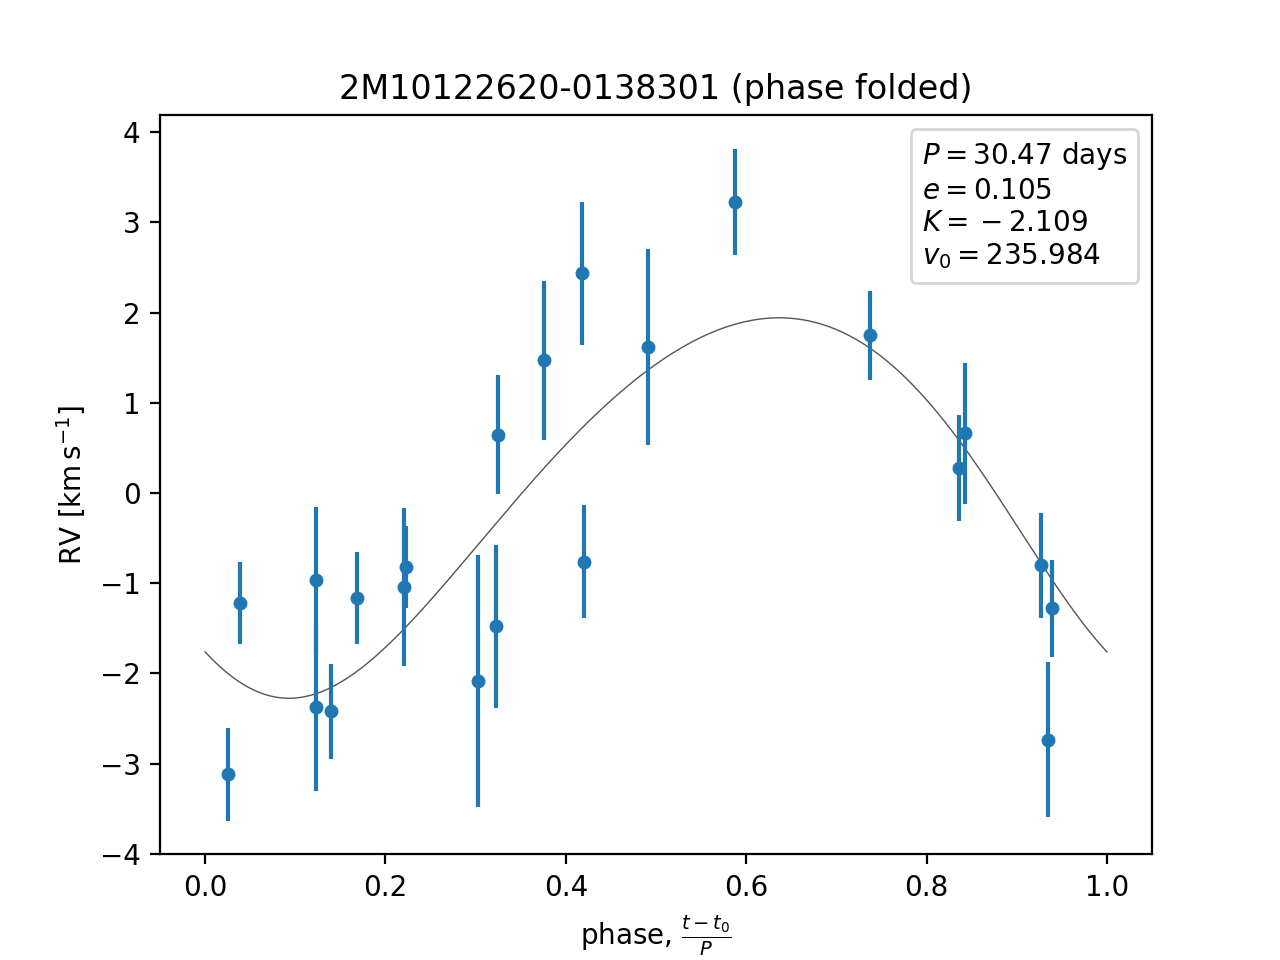 2M10122620-0138301 (phase folded)
P = 30.47 days
e = 0.105
K = −2.109
v₀ = 235.984
RV [km s⁻¹]
4
3
2
1
0
−1
−2
−3
−4
0.0 0.2 0.4 0.6 0.8 1.0
phase, (t − t₀)/P